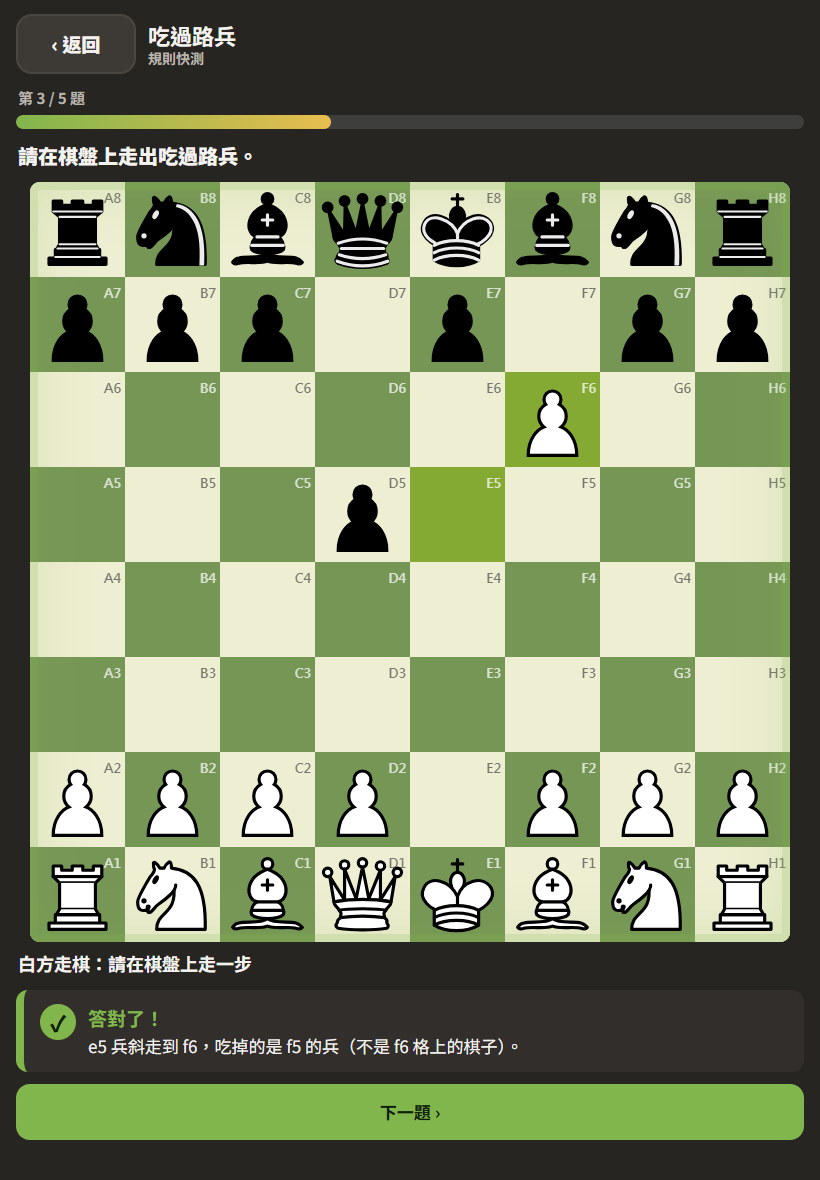 ‹ 返回
吃過路兵
規則快測
第 3 / 5 題
請在棋盤上走出吃過路兵。
A8 B8 C8 D8 E8 F8 G8 H8
A7 B7 C7 D7 E7 F7 G7 H7
A6 B6 C6 D6 E6 F6 G6 H6
A5 B5 C5 D5 E5 F5 G5 H5
A4 B4 C4 D4 E4 F4 G4 H4
A3 B3 C3 D3 E3 F3 G3 H3
A2 B2 C2 D2 E2 F2 G2 H2
A1 B1 C1 D1 E1 F1 G1 H1
白方走棋：請在棋盤上走一步
答對了！
e5 兵斜走到 f6，吃掉的是 f5 的兵（不是 f6 格上的棋子）。
下一題 ›